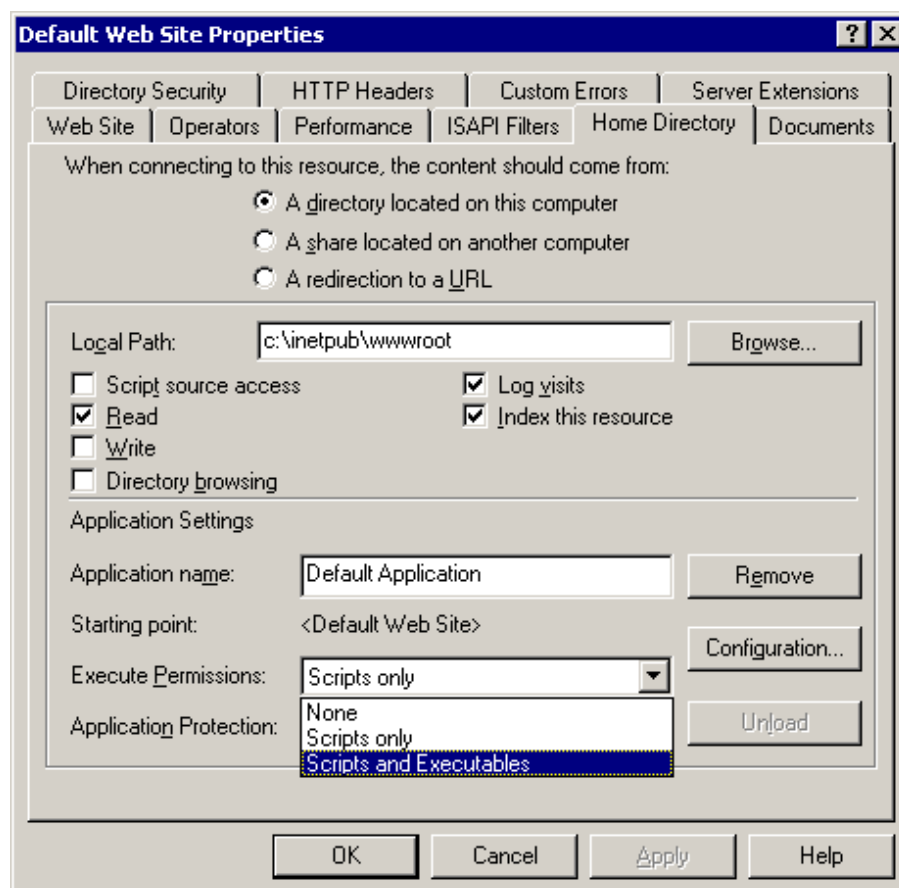 Default Web Site Properties
Directory Security HTTP Headers Custom Errors Server Extensions
Web Site Operators Performance ISAPI Filters Home Directory Documents
When connecting to this resource, the content should come from:
A directory located on this computer
A share located on another computer
A redirection to a URL
Local Path: c:\inetpub\wwwroot Browse...
Script source access Log visits
Read Index this resource
Write
Directory browsing
Application Settings
Application name: Default Application Remove
Starting point: <Default Web Site>
Configuration...
Execute Permissions: Scripts only
None
Application Protection: Scripts only Unload
Scripts and Executables
OK Cancel Apply Help